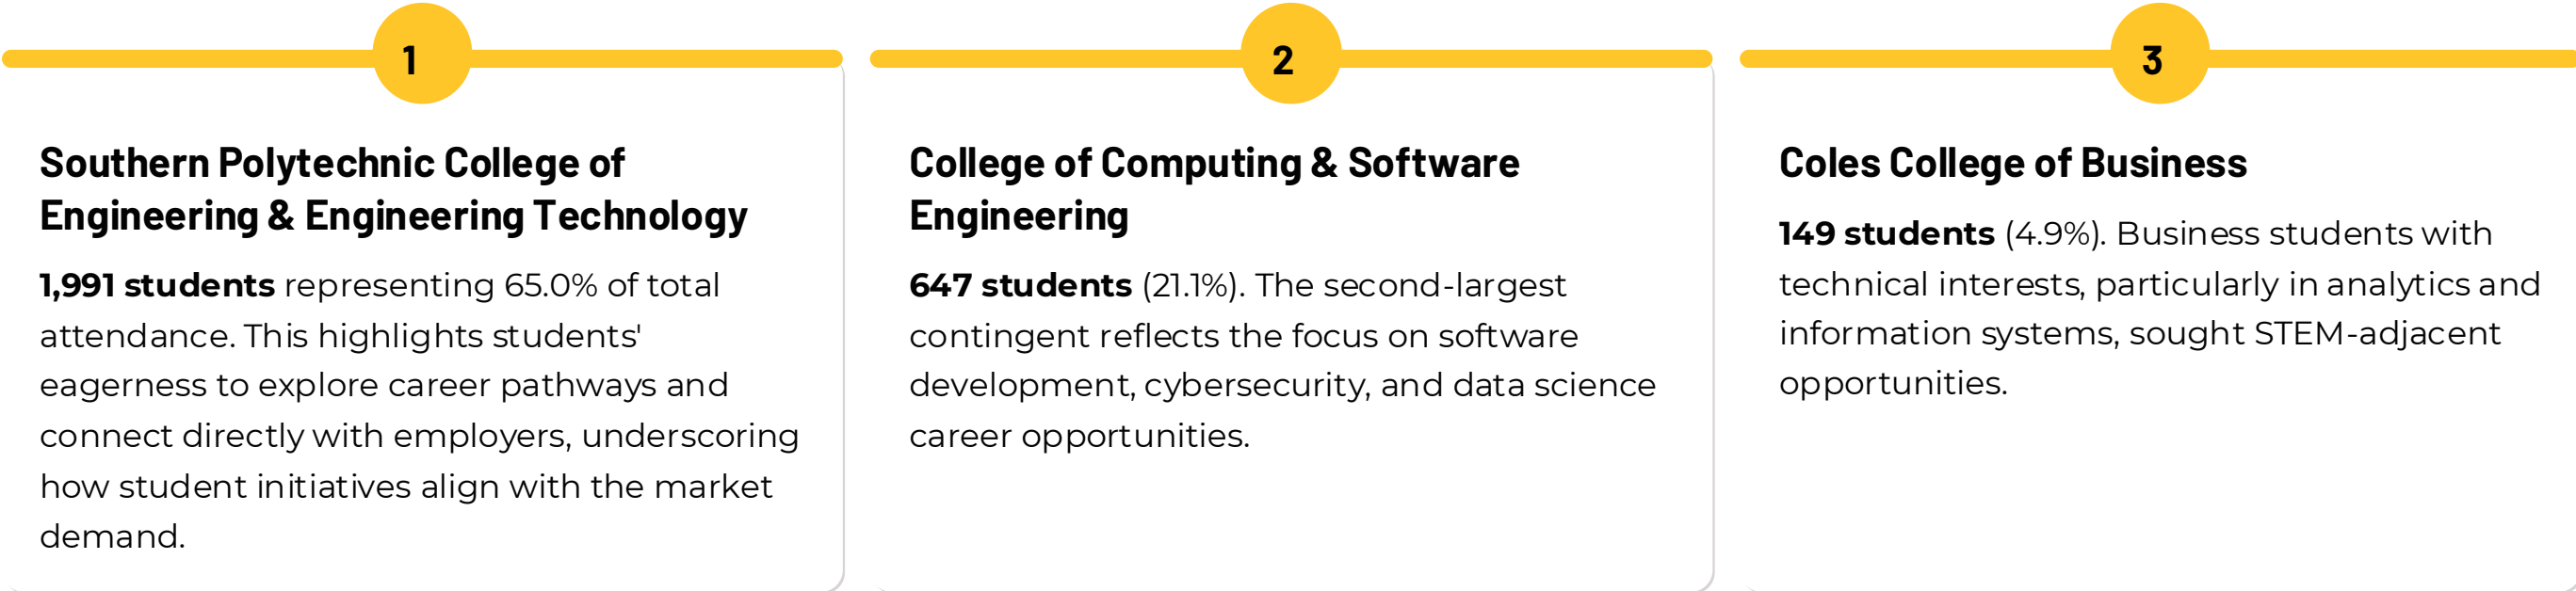 1
Southern Polytechnic College of
Engineering & Engineering Technology
1,991 students representing 65.0% of total
attendance. This highlights students'
eagerness to explore career pathways and
connect directly with employers, underscoring
how student initiatives align with the market
demand.
2
College of Computing & Software
Engineering
647 students (21.1%). The second-largest
contingent reflects the focus on software
development, cybersecurity, and data science
career opportunities.
3
Coles College of Business
149 students (4.9%). Business students with
technical interests, particularly in analytics and
information systems, sought STEM-adjacent
opportunities.